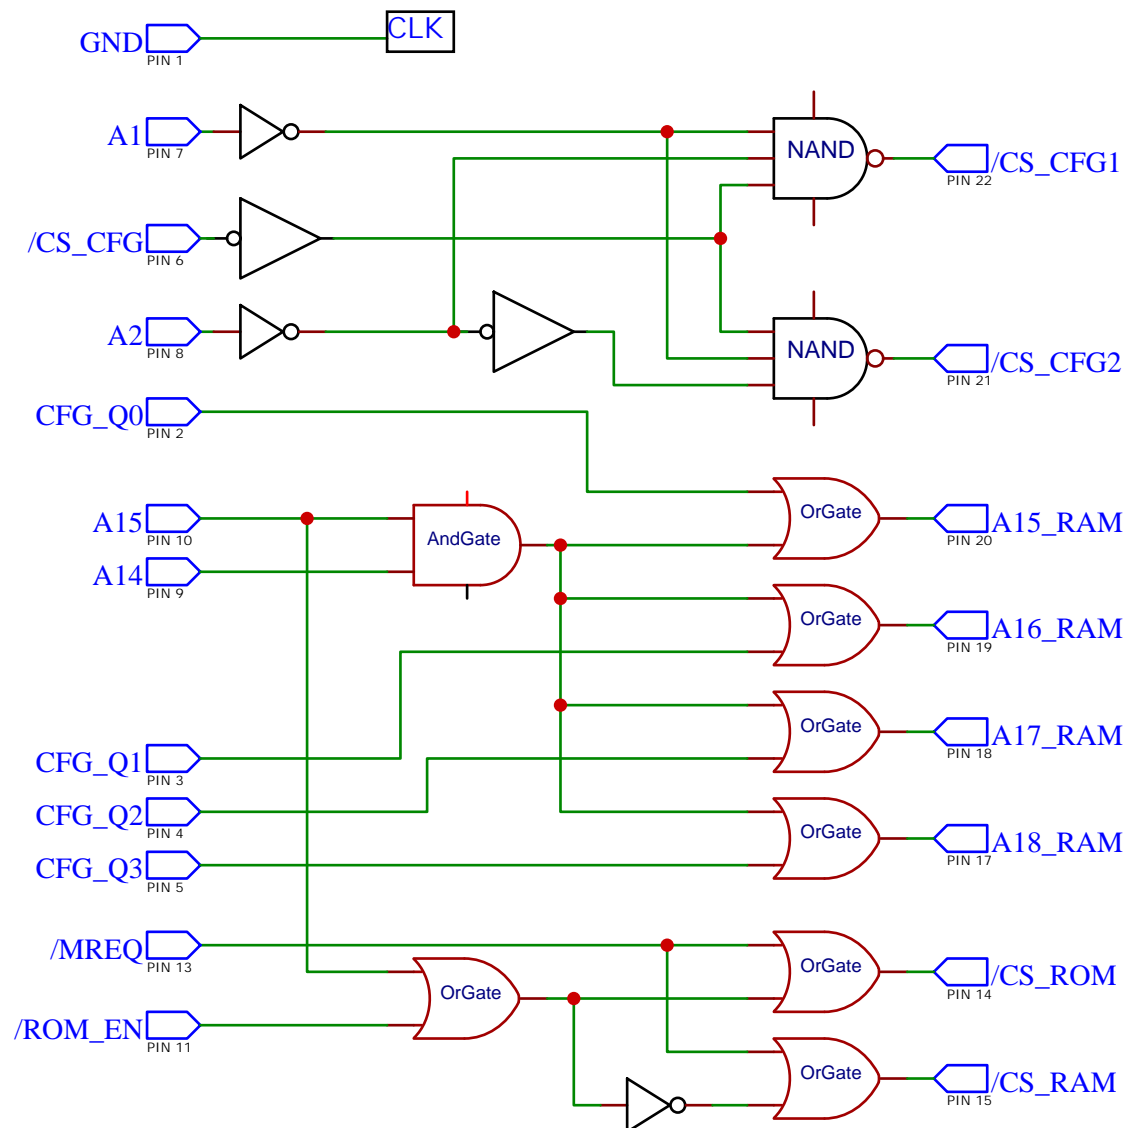 GND
PIN 1
CLK
A1
PIN 7
NAND
/CS_CFG1
PIN 22
/CS_CFG
PIN 6
A2
PIN 8
NAND
/CS_CFG2
PIN 21
CFG_Q0
PIN 2
A15
PIN 10
AndGate
OrGate
A15_RAM
PIN 20
A14
PIN 9
OrGate
A16_RAM
PIN 19
OrGate
A17_RAM
PIN 18
CFG_Q1
PIN 3
CFG_Q2
PIN 4
OrGate
A18_RAM
PIN 17
CFG_Q3
PIN 5
/MREQ
PIN 13
OrGate
OrGate
/CS_ROM
PIN 14
/ROM_EN
PIN 11
OrGate
/CS_RAM
PIN 15